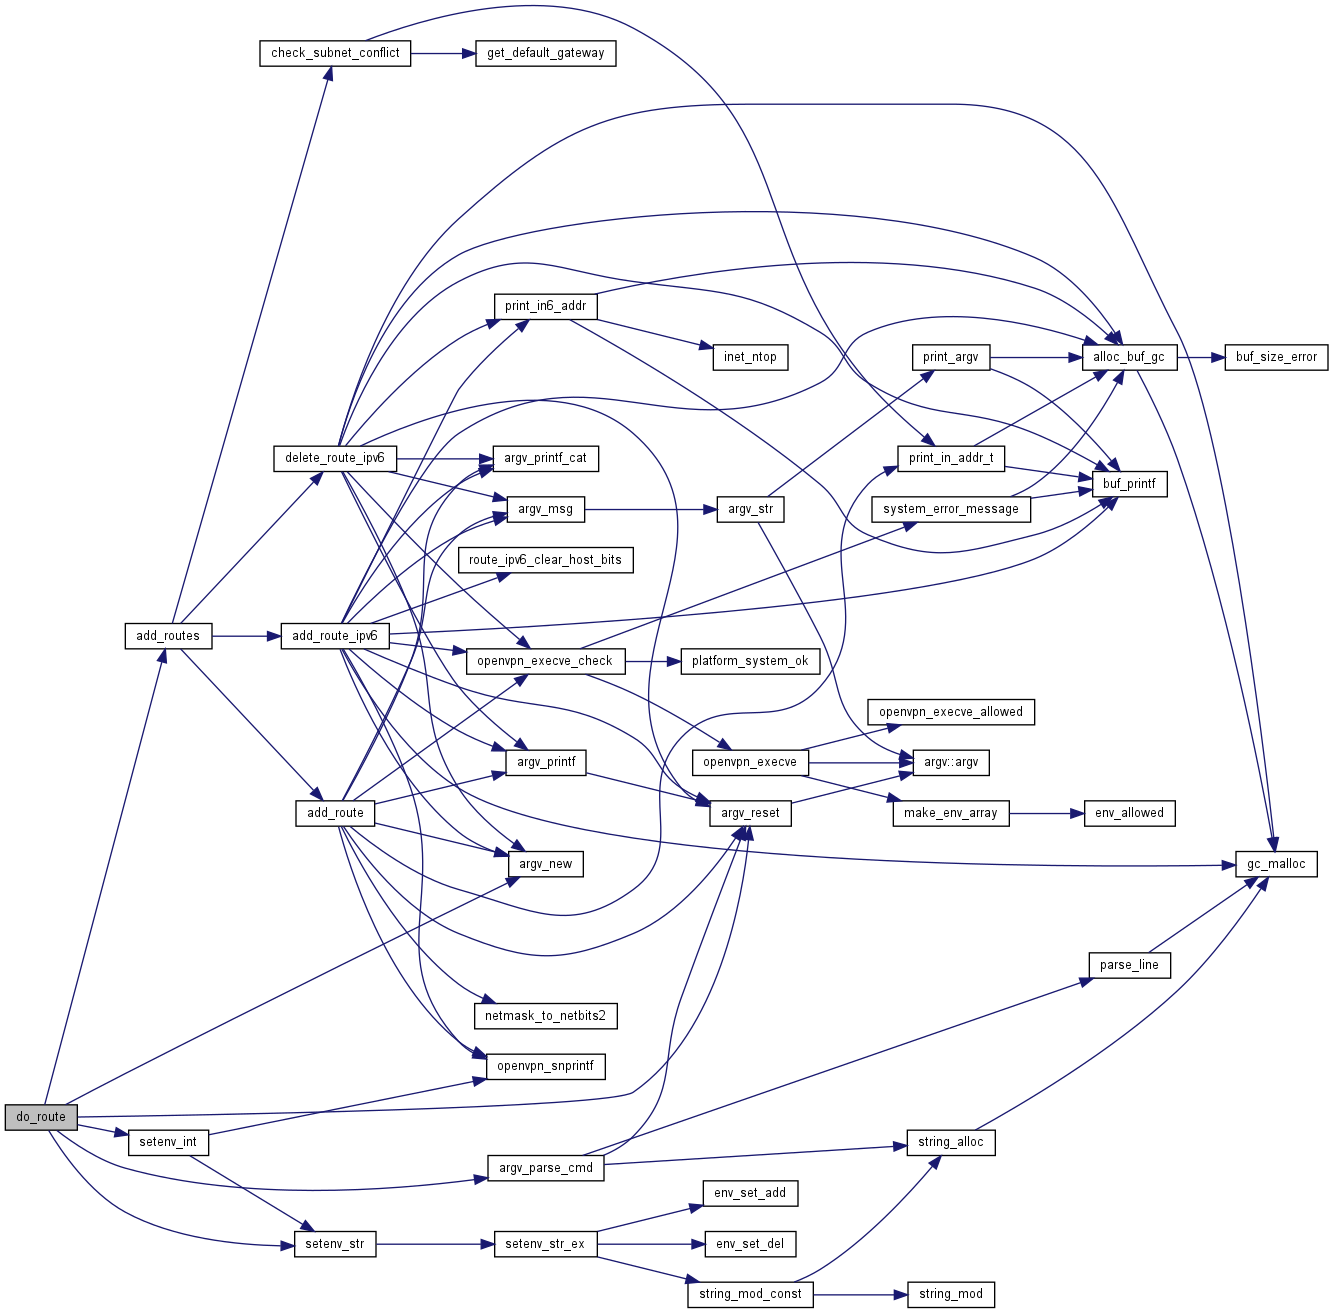 check_subnet_conflict
get_default_gateway
print_in6_addr
inet_ntop
print_argv
alloc_buf_gc
buf_size_error
delete_route_ipv6
argv_printf_cat
print_in_addr_t
buf_printf
argv_msg
argv_str
system_error_message
route_ipv6_clear_host_bits
add_routes
add_route_ipv6
openvpn_execve_check
platform_system_ok
openvpn_execve_allowed
argv_printf
openvpn_execve
argv::argv
add_route
argv_reset
make_env_array
env_allowed
argv_new
gc_malloc
parse_line
netmask_to_netbits2
openvpn_snprintf
do_route
setenv_int
string_alloc
argv_parse_cmd
env_set_add
setenv_str
setenv_str_ex
env_set_del
string_mod_const
string_mod